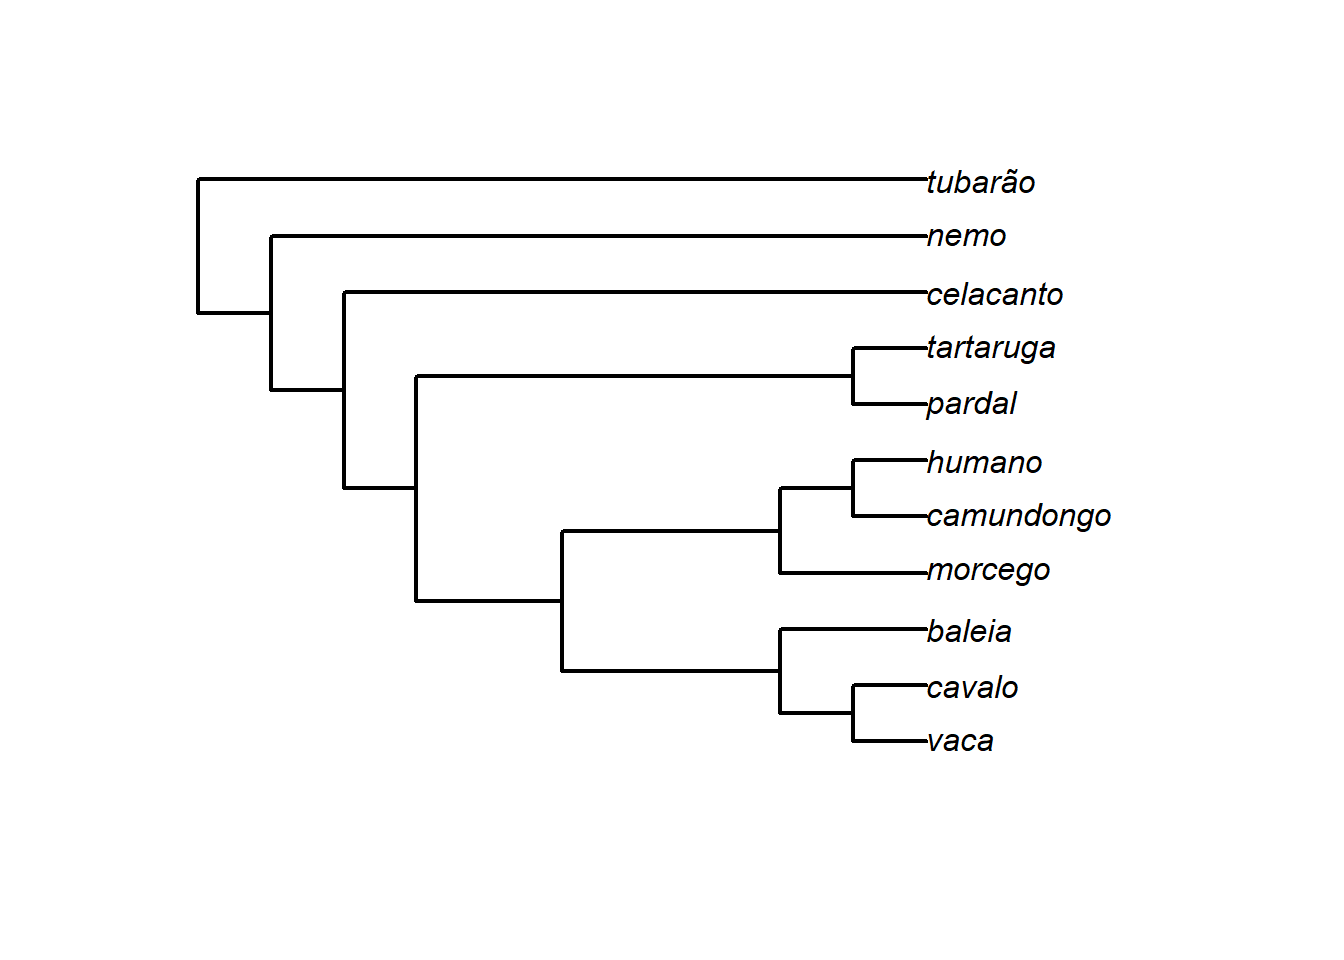 tubarão
nemo
celacanto
tartaruga
pardal
humano
camundongo
morcego
baleia
cavalo
vaca